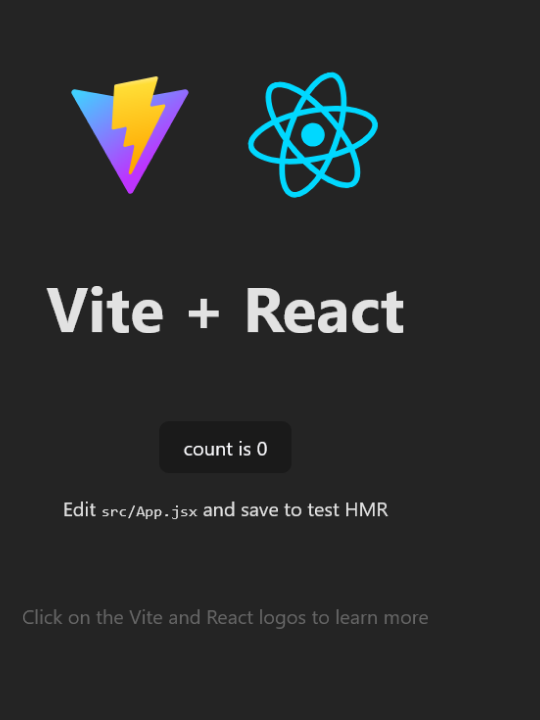 Vite + React
count is 0
Edit src/App.jsx and save to test HMR
Click on the Vite and React logos to learn more